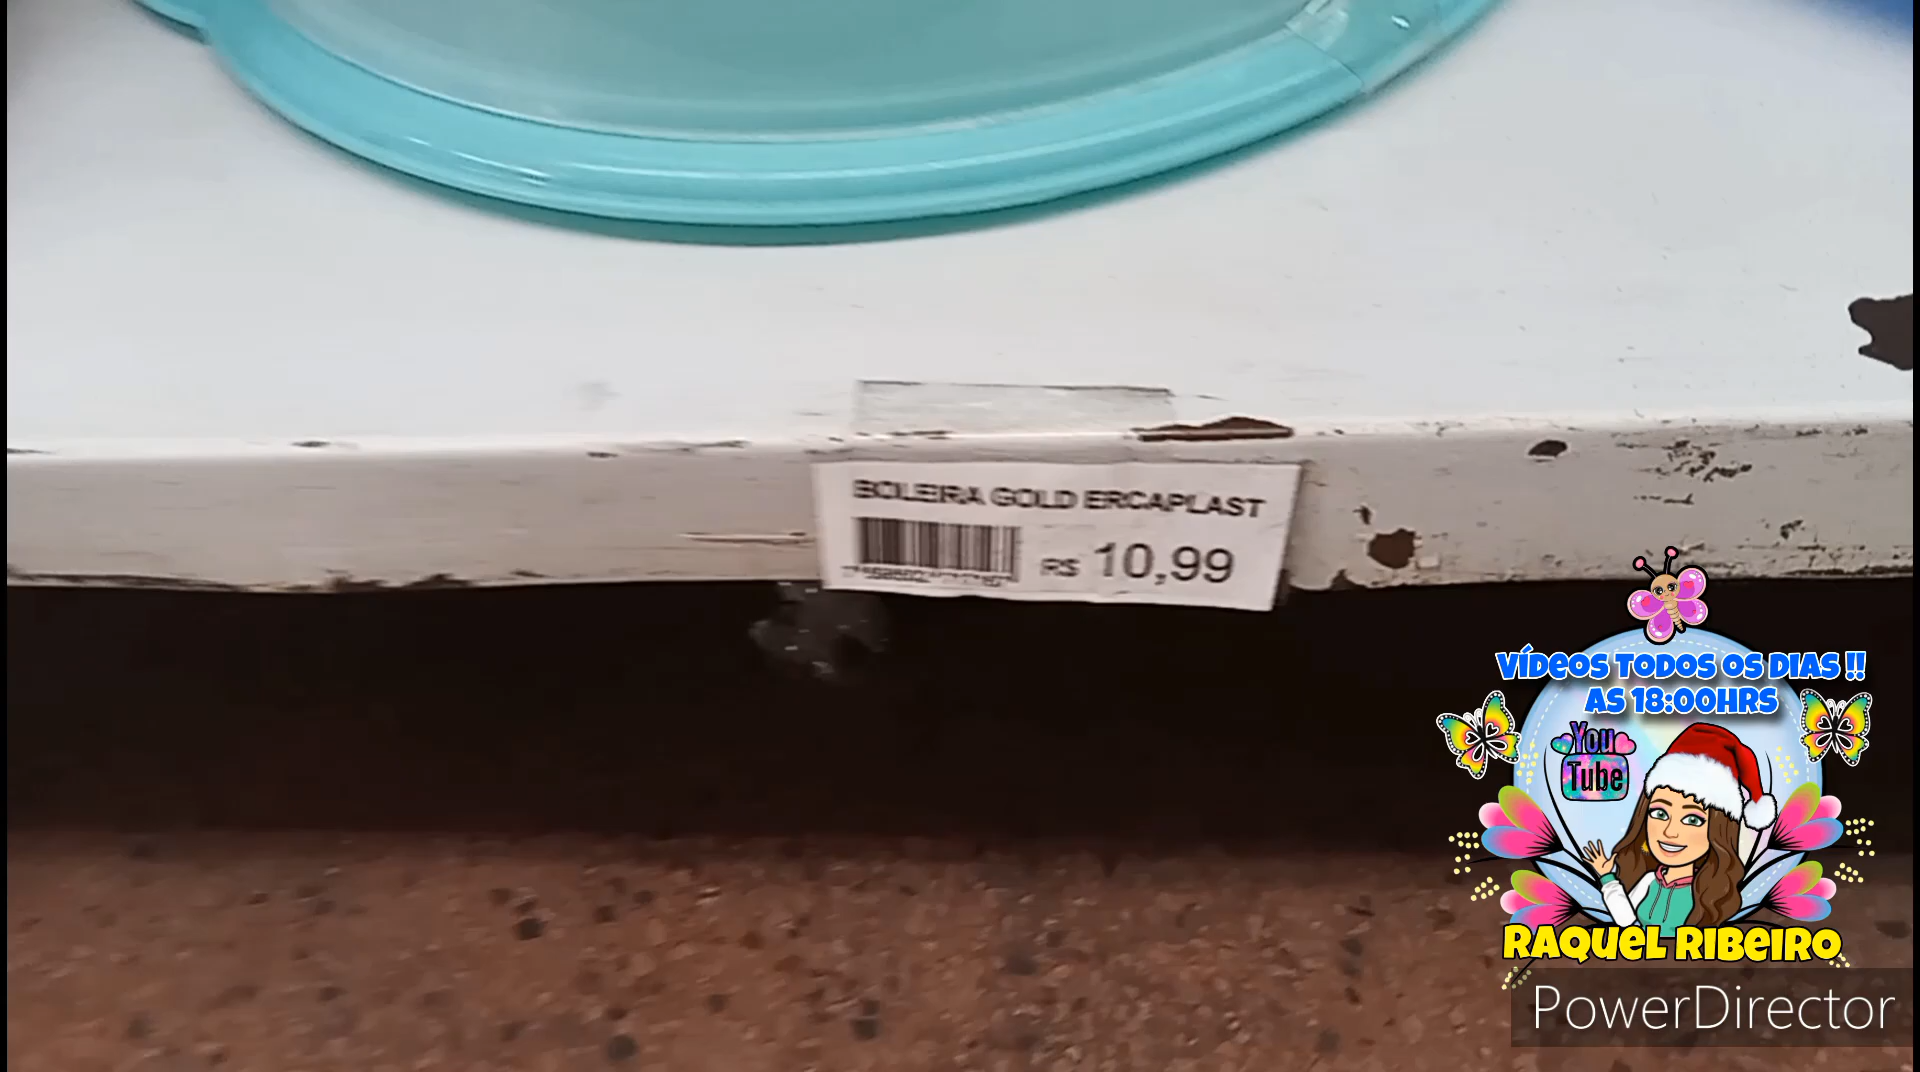 BOLEIRA GOLD ERCAPLAST
R$ 10,99
VÍDEOS TODOS OS DIAS !!
AS 18:00HRS
You
Tube
RAQUEL RIBEIRO
PowerDirector